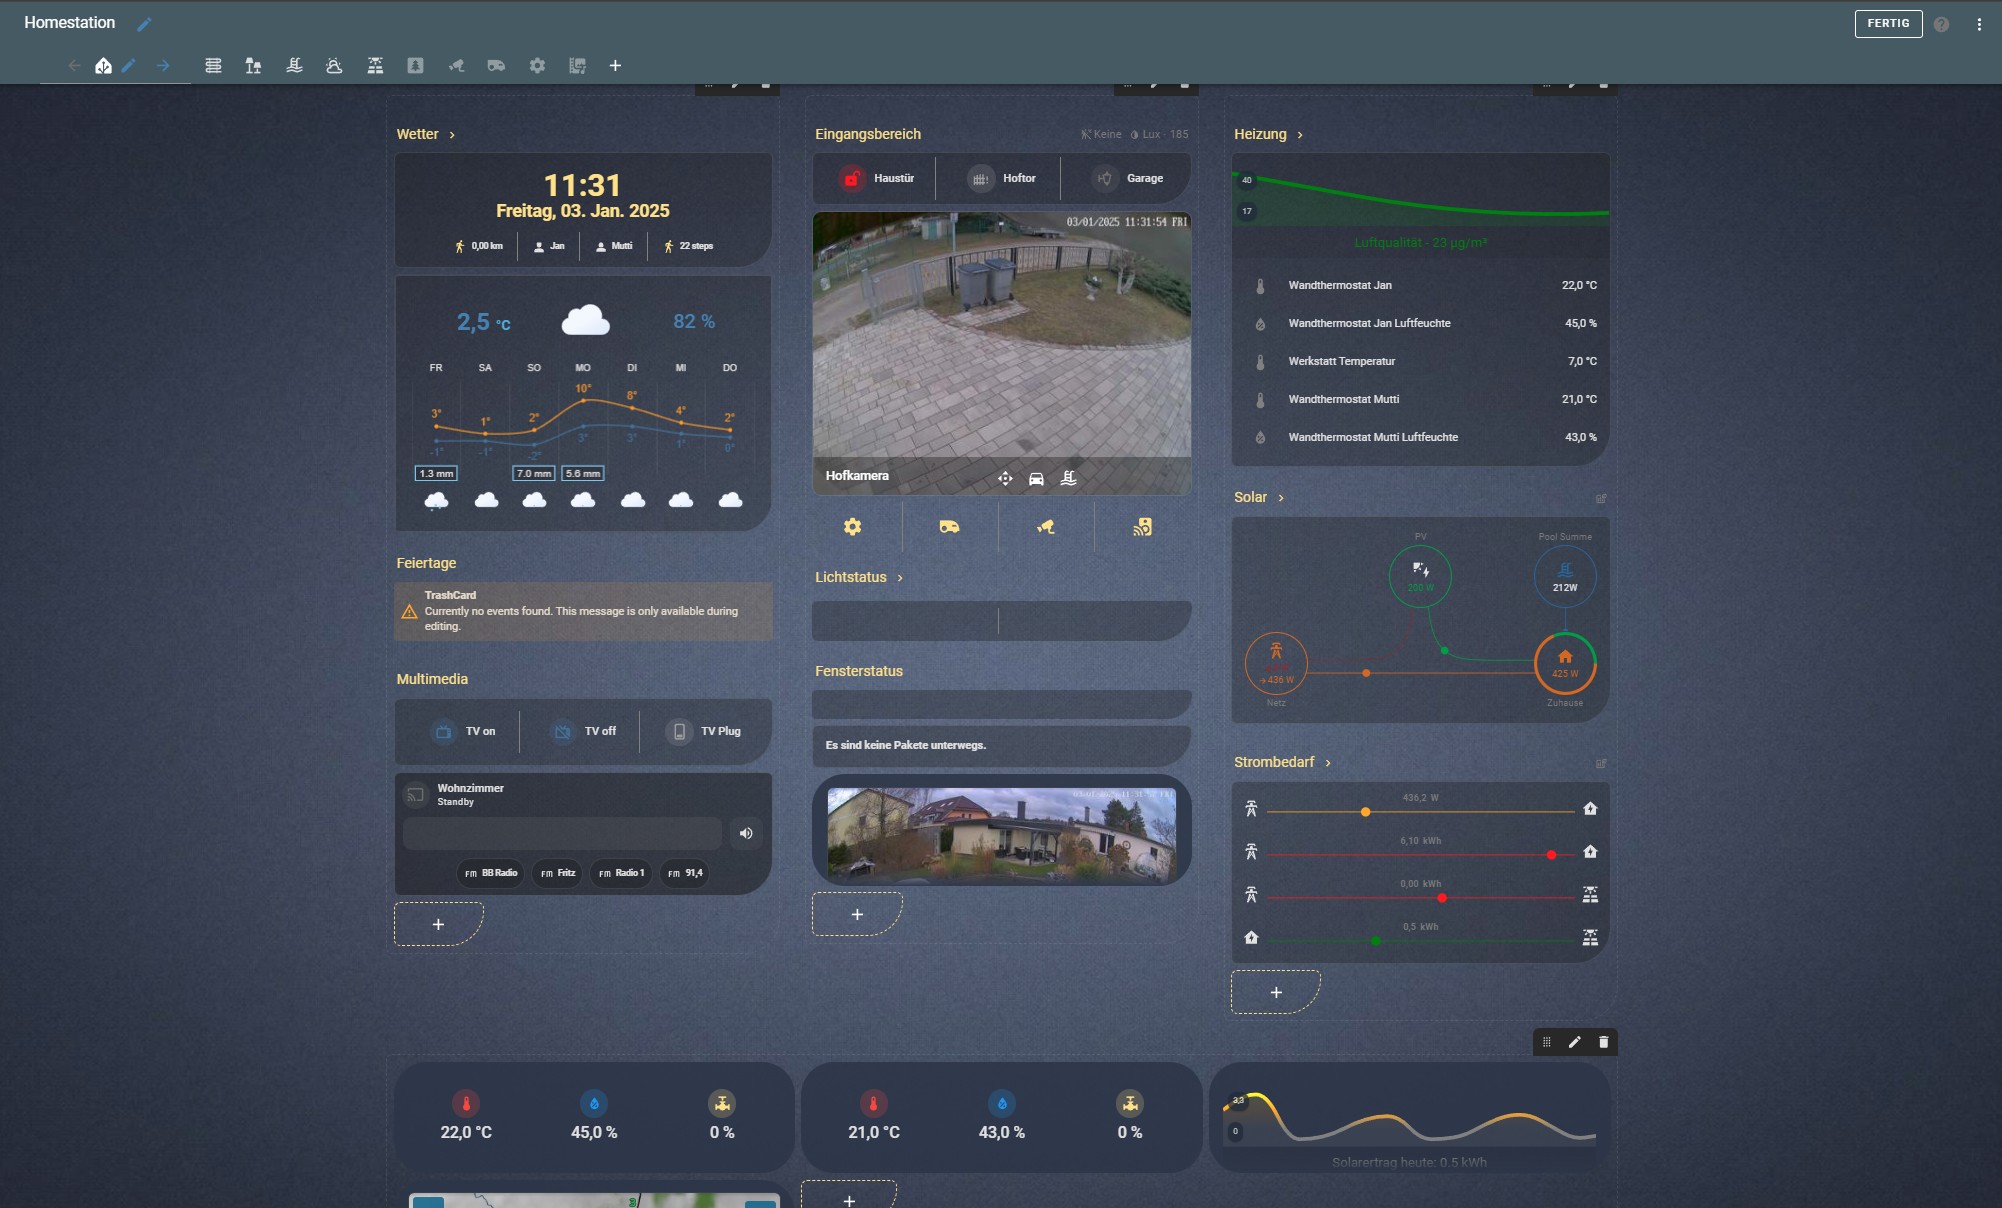 Homestation
FERTIG
Wetter
11:31
Freitag, 03. Jan. 2025
0,00 km
Jan
Mutti
22 steps
2,5 °C
82 %
FR SA SO MO DI MI DO
3° 1° 2° 10° 8° 4° 2°
-1° -1° -2° 3° 3° 1° 0°
1.3 mm 7.0 mm 5.6 mm
Feiertage
TrashCard
Currently no events found. This message is only available during
editing.
Multimedia
TV on
TV off
TV Plug
Wohnzimmer
Standby
FM BB Radio
FM Fritz
FM Radio 1
FM 91,4
Eingangsbereich
Keine
Lux · 185
Haustür
Hoftor
Garage
03/01/2025 11:31:54 FRI
Hofkamera
Lichtstatus
Fensterstatus
Es sind keine Pakete unterwegs.
Heizung
40
17
Luftqualität - 23 µg/m³
Wandthermostat Jan 22,0 °C
Wandthermostat Jan Luftfeuchte 45,0 %
Werkstatt Temperatur 7,0 °C
Wandthermostat Mutti 21,0 °C
Wandthermostat Mutti Luftfeuchte 43,0 %
Solar
PV
200 W
Pool Summe
212W
→436 W
Netz
425 W
Zuhause
Strombedarf
436,2 W
6,10 kWh
0,00 kWh
0,5 kWh
22,0 °C
45,0 %
0 %
21,0 °C
43,0 %
0 %
3,3
0
Solarertrag heute: 0.5 kWh